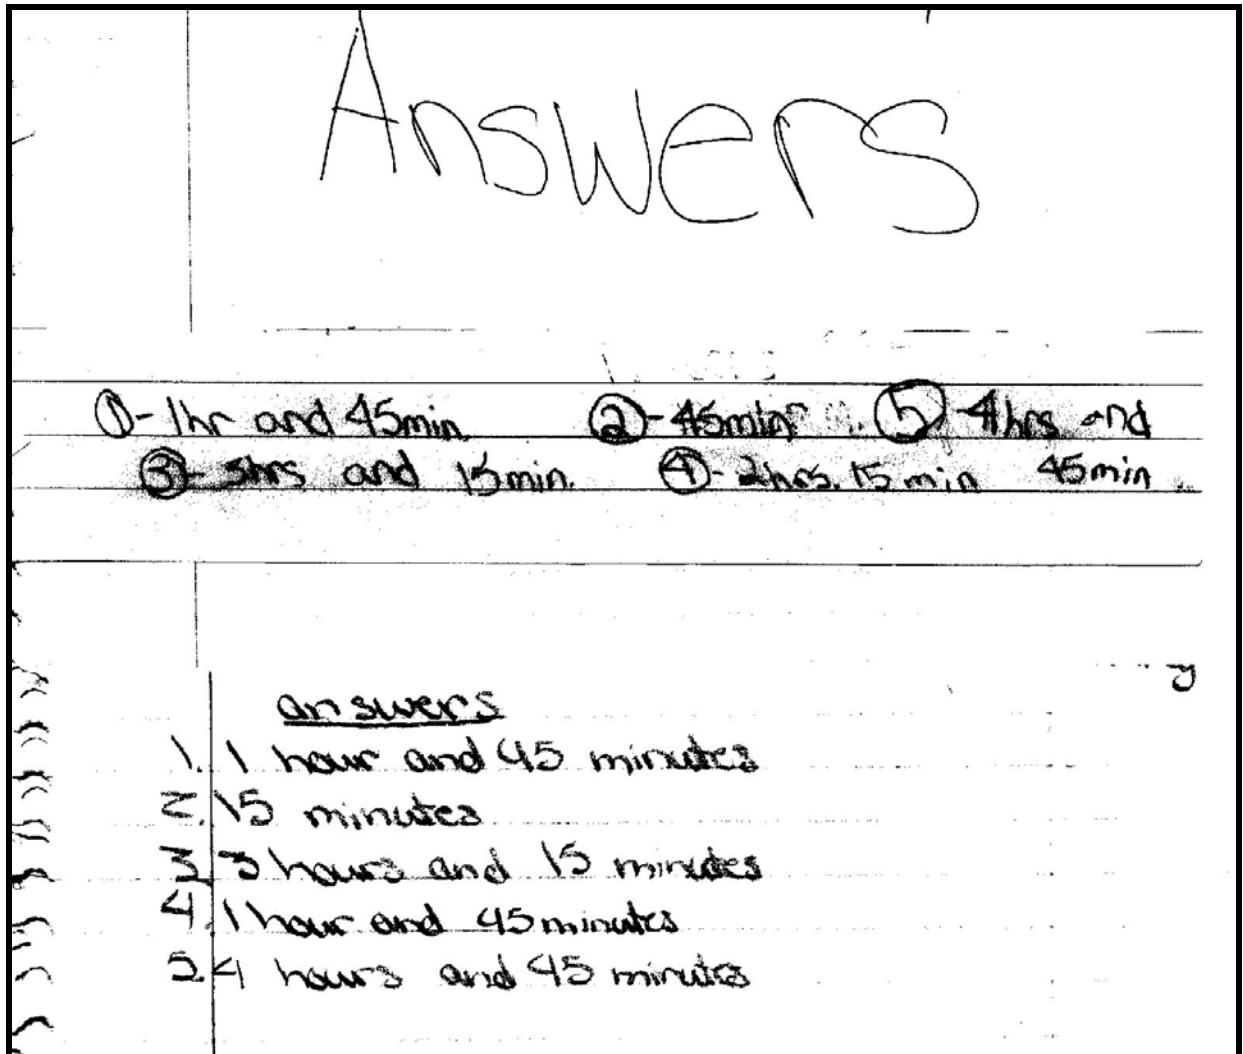 Answers
① - 1hr and 45min. ② - 45min ⑤ - 4hrs and
③ - 3hrs and 15min. ④ - 2hrs. 15 min 45min
answers
1. 1 hour and 45 minutes
2. 15 minutes
3. 3 hours and 15 minutes
4. 1 hour and 45 minutes
5. 4 hours and 45 minutes